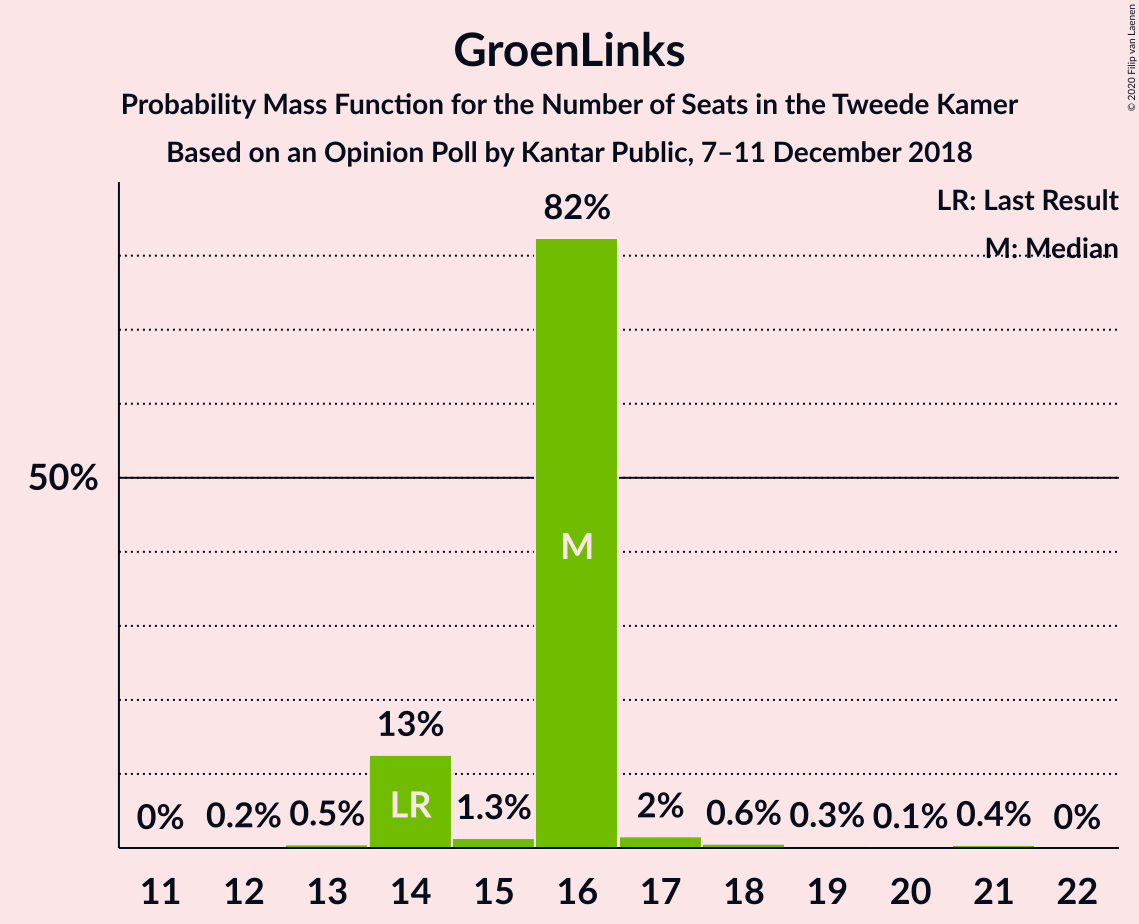 GroenLinks
Probability Mass Function for the Number of Seats in the Tweede Kamer
Based on an Opinion Poll by Kantar Public, 7–11 December 2018
© 2020 Filip van Laenen
LR: Last Result
M: Median
82%
50%
M
13%
LR
0% 0.2% 0.5% 1.3% 2% 0.6% 0.3% 0.1% 0.4% 0%
11 12 13 14 15 16 17 18 19 20 21 22